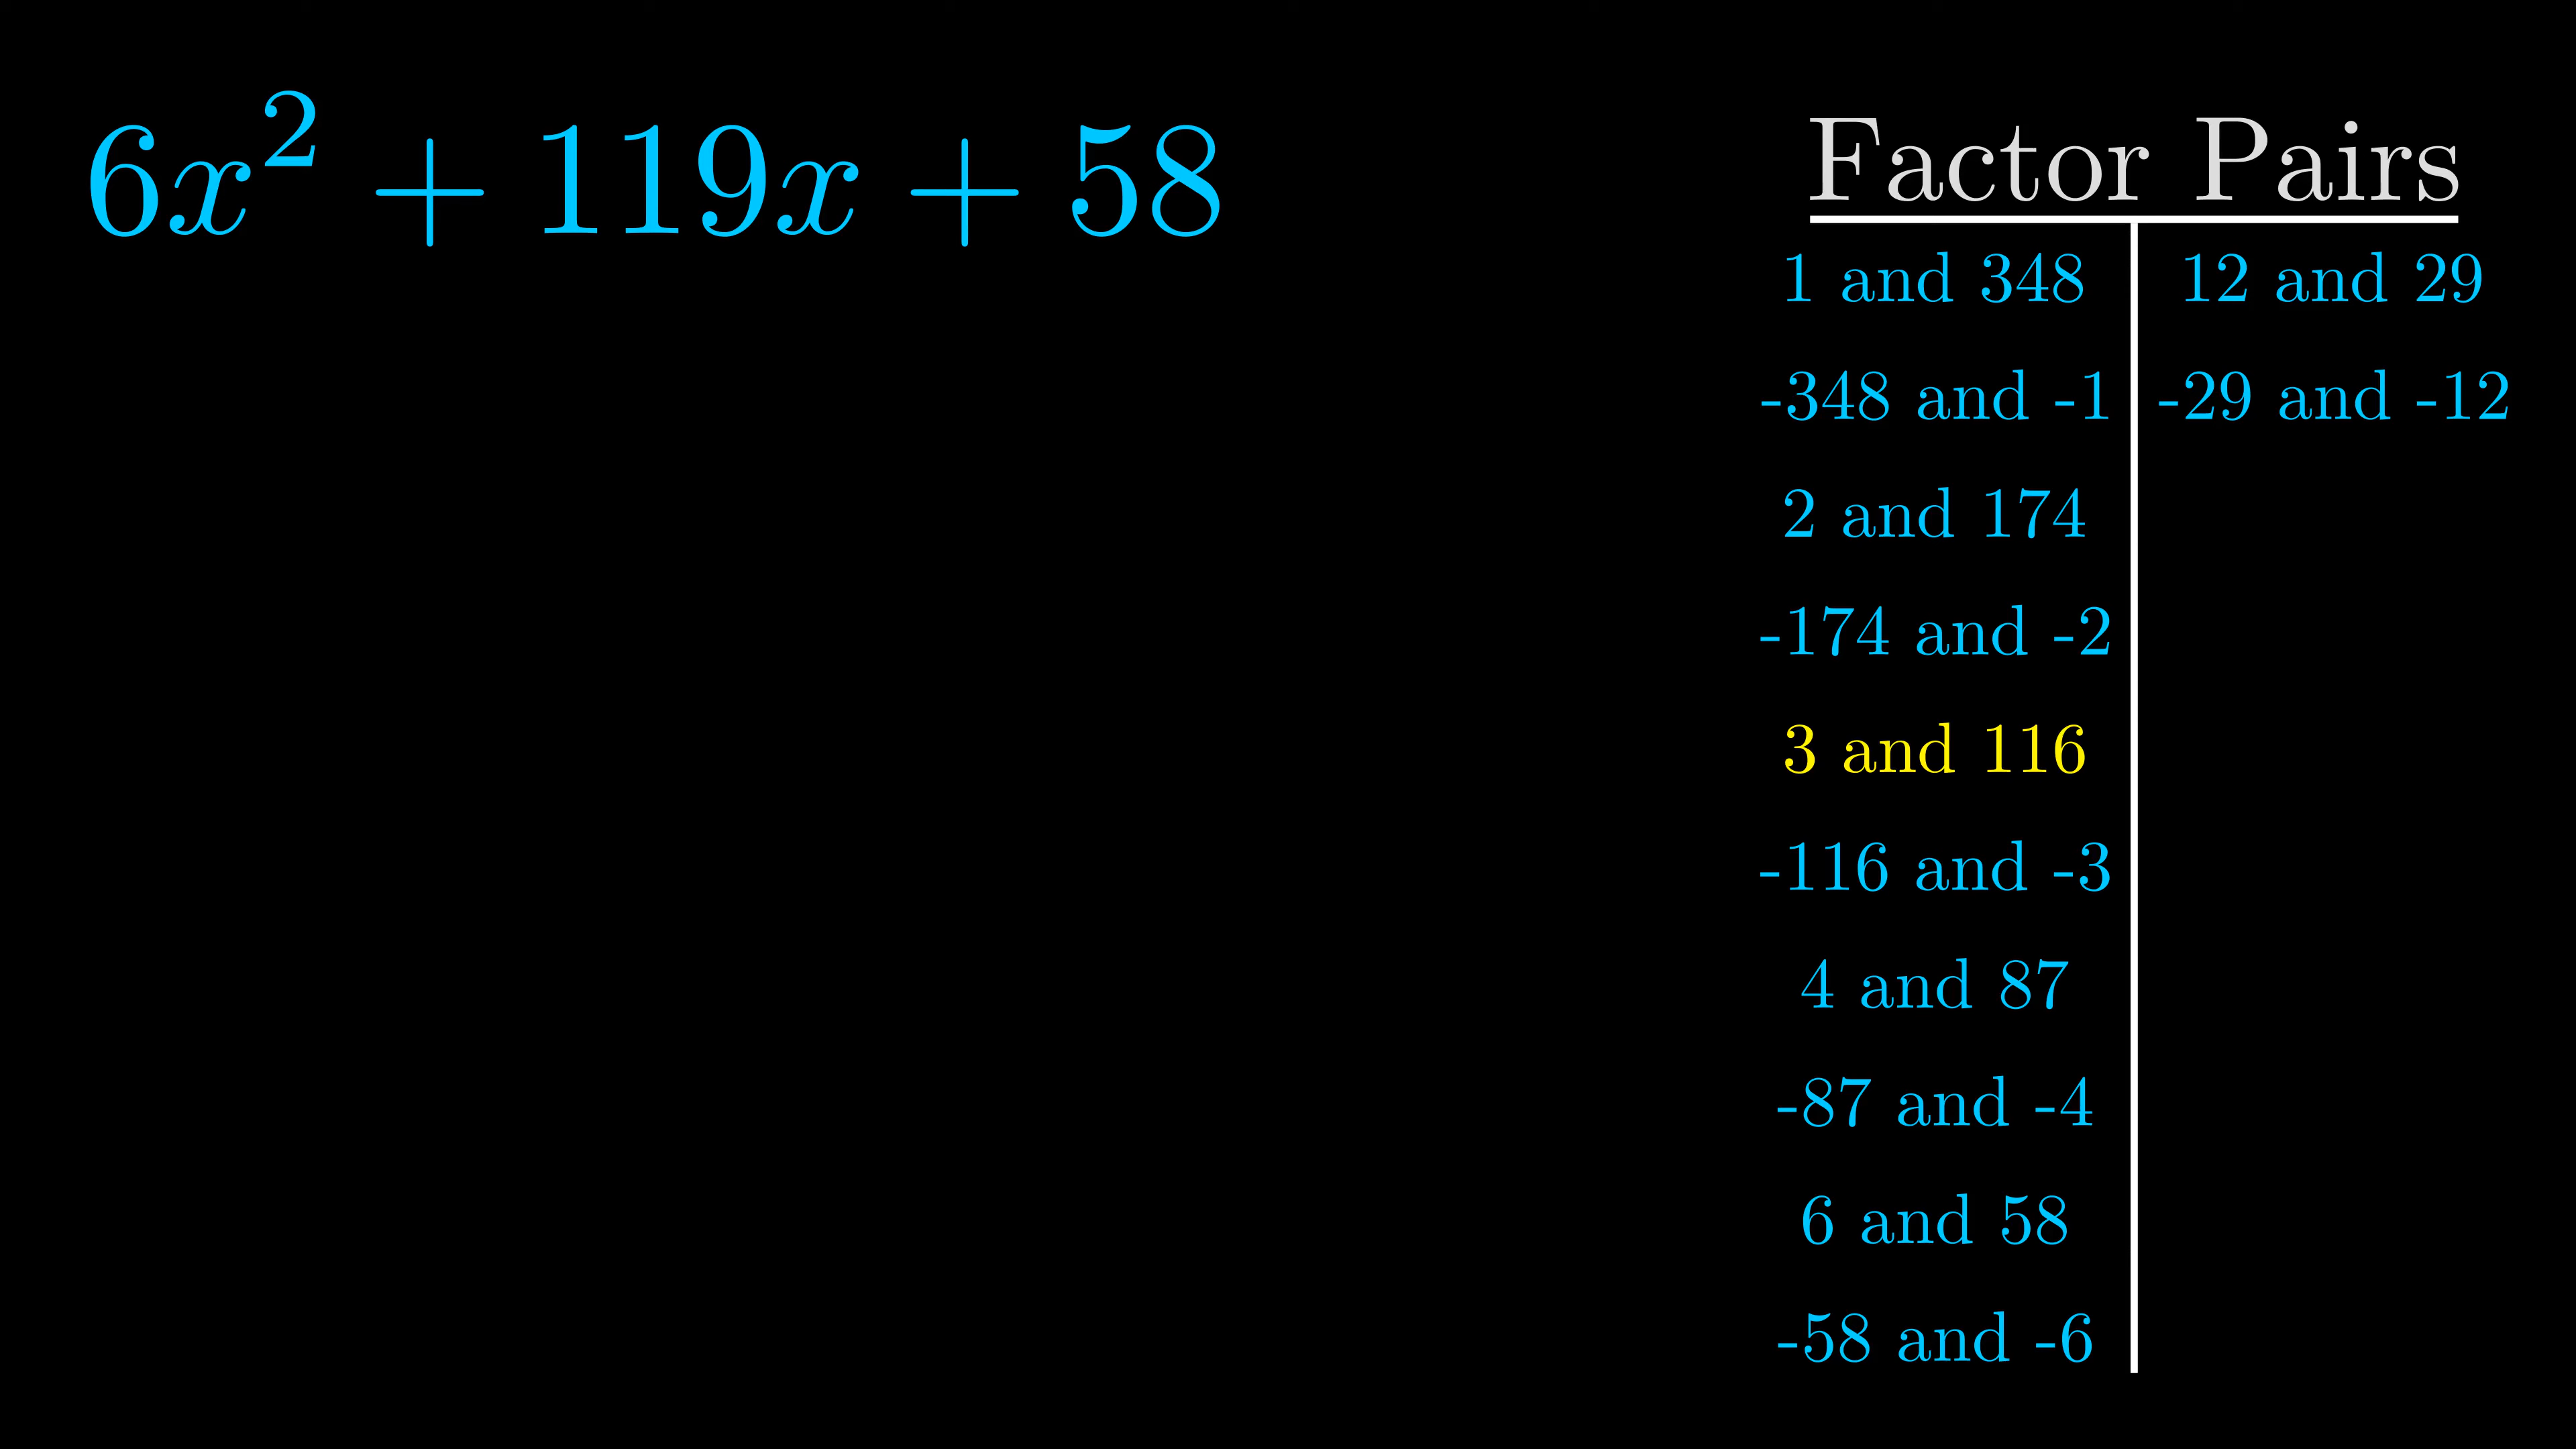 6x² + 119x + 58
Factor Pairs
1 and 348
-348 and -1
2 and 174
-174 and -2
3 and 116
-116 and -3
4 and 87
-87 and -4
6 and 58
-58 and -6
12 and 29
-29 and -12